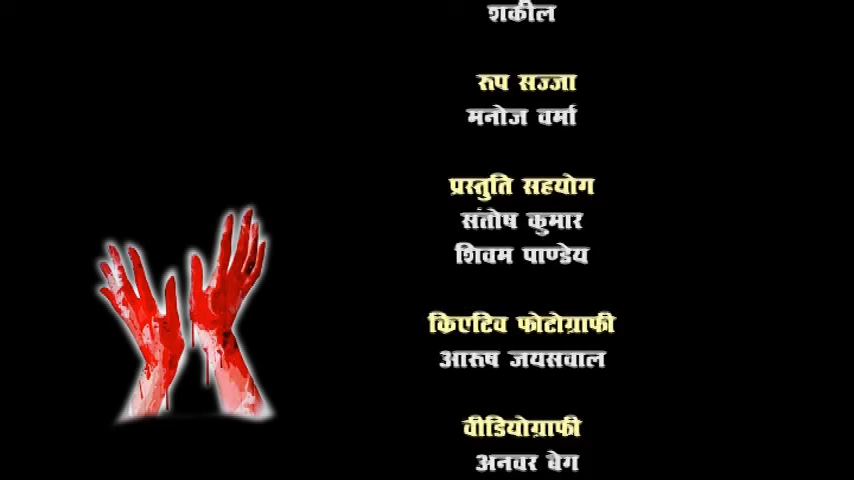 शकील
रूप सज्जा
मनोज वर्मा
प्रस्तुति सहयोग
संतोष कुमार
शिवम पाण्डेय
किएटिव फोटोग्राफी
आरूष जयसवाल
वीडियोग्राफी
अनवर बेग